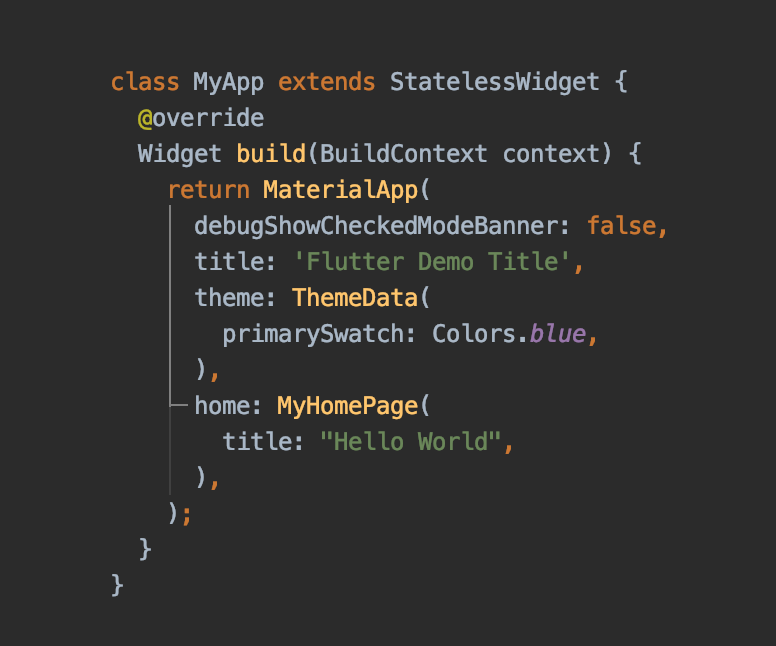 class MyApp extends StatelessWidget {
  @override
  Widget build(BuildContext context) {
    return MaterialApp(
      debugShowCheckedModeBanner: false,
      title: 'Flutter Demo Title',
      theme: ThemeData(
        primarySwatch: Colors.blue,
      ),
      home: MyHomePage(
        title: "Hello World",
      ),
    );
  }
}